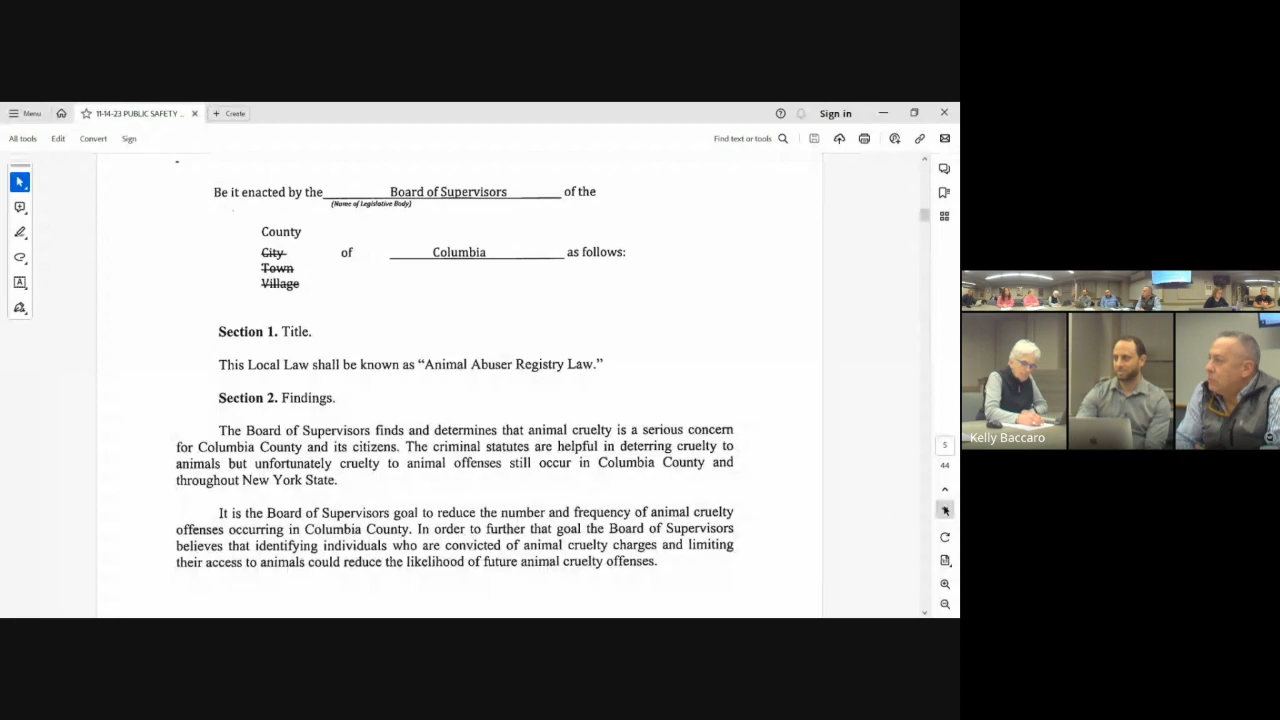 Menu
11-14-23 PUBLIC SAFETY ...
Create
Sign in
All tools
Edit
Convert
Sign
Find text or tools
Be it enacted by the Board of Supervisors of the
(Name of Legislative Body)
County
City of Columbia as follows:
Town
Village
Section 1. Title.
This Local Law shall be known as “Animal Abuser Registry Law.”
Section 2. Findings.
The Board of Supervisors finds and determines that animal cruelty is a serious concern
for Columbia County and its citizens. The criminal statutes are helpful in deterring cruelty to
animals but unfortunately cruelty to animal offenses still occur in Columbia County and
throughout New York State.
It is the Board of Supervisors goal to reduce the number and frequency of animal cruelty
offenses occurring in Columbia County. In order to further that goal the Board of Supervisors
believes that identifying individuals who are convicted of animal cruelty charges and limiting
their access to animals could reduce the likelihood of future animal cruelty offenses.
5
44
Kelly Baccaro